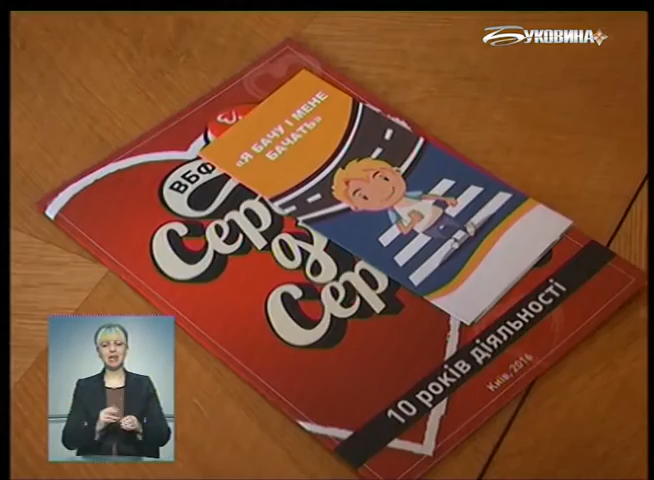 БУКОВИНА
«Я БАЧУ І МЕНЕ
БАЧАТЬ»
ВБФ
Сер
Сер
10 років діяльності
Київ, 2016